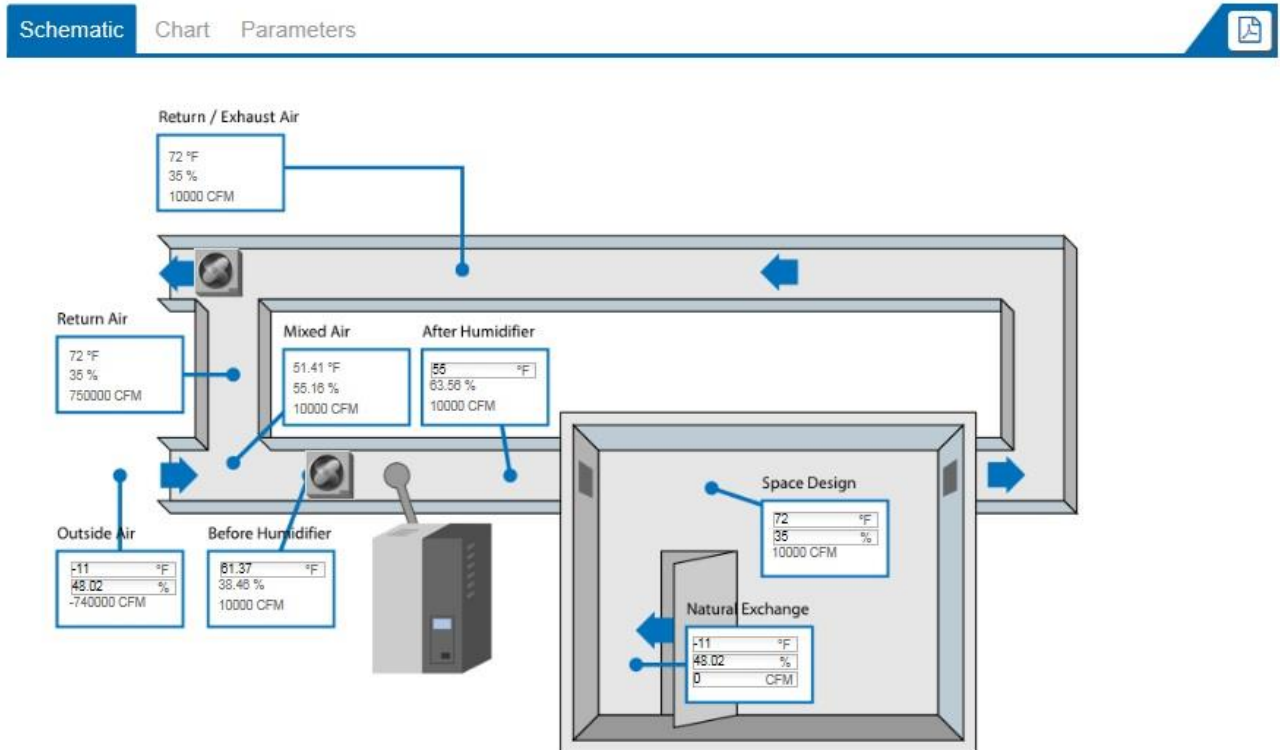 Schematic Chart Parameters
Return / Exhaust Air
72 °F
35 %
10000 CFM
Return Air
72 °F
35 %
750000 CFM
Mixed Air
51.41 °F
55.16 %
10000 CFM
After Humidifier
55 °F
63.56 %
10000 CFM
Outside Air
-11 °F
48.02 %
-740000 CFM
Before Humidifier
61.37 °F
38.46 %
10000 CFM
Space Design
72 °F
35 %
10000 CFM
Natural Exchange
-11 °F
48.02 %
0 CFM